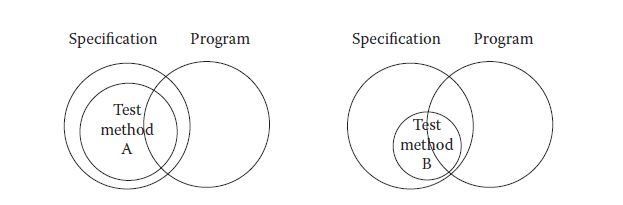 Specification Program
Test
method
A
Specification Program
Test
method
B